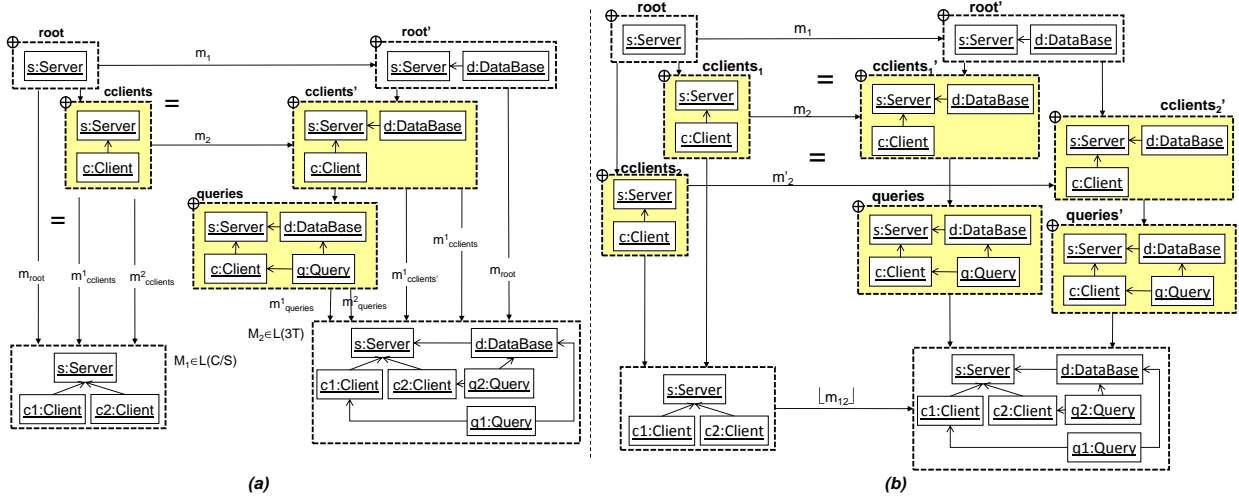 root
s:Server
m1
root'
s:Server
d:DataBase
cclients
=
s:Server
c:Client
m2
cclients'
s:Server
d:DataBase
c:Client
queries
s:Server
d:DataBase
c:Client
q:Query
=
mroot
m1cclients
m2cclients
m1queries
m2queries
m1cclients'
m1cclients
mroot
M1∈L(C/S)
s:Server
c1:Client
c2:Client
M2∈L(3T)
s:Server
d:DataBase
c1:Client
c2:Client
q2:Query
q1:Query
(a)
root
s:Server
m1
root'
s:Server
d:DataBase
cclients1
=
s:Server
c:Client
m2
cclients1'
s:Server
d:DataBase
c:Client
cclients2'
s:Server
d:DataBase
c:Client
cclients2
=
s:Server
c:Client
m'2
queries
s:Server
d:DataBase
c:Client
q:Query
queries'
s:Server
d:DataBase
c:Client
q:Query
s:Server
c1:Client
c2:Client
⌊m12⌋
s:Server
d:DataBase
c1:Client
c2:Client
q2:Query
q1:Query
(b)